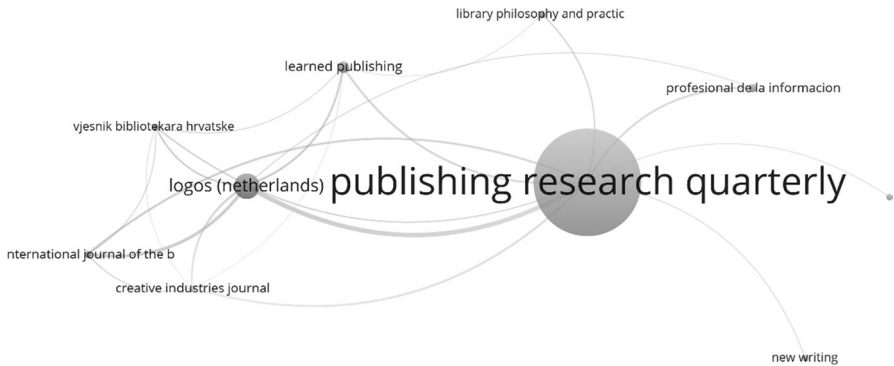 library philosophy and practic
learned publishing
profesional de la informacion
vjesnik bibliotekara hrvatske
logos (netherlands)
publishing research quarterly
nternational journal of the b
creative industries journal
new writing